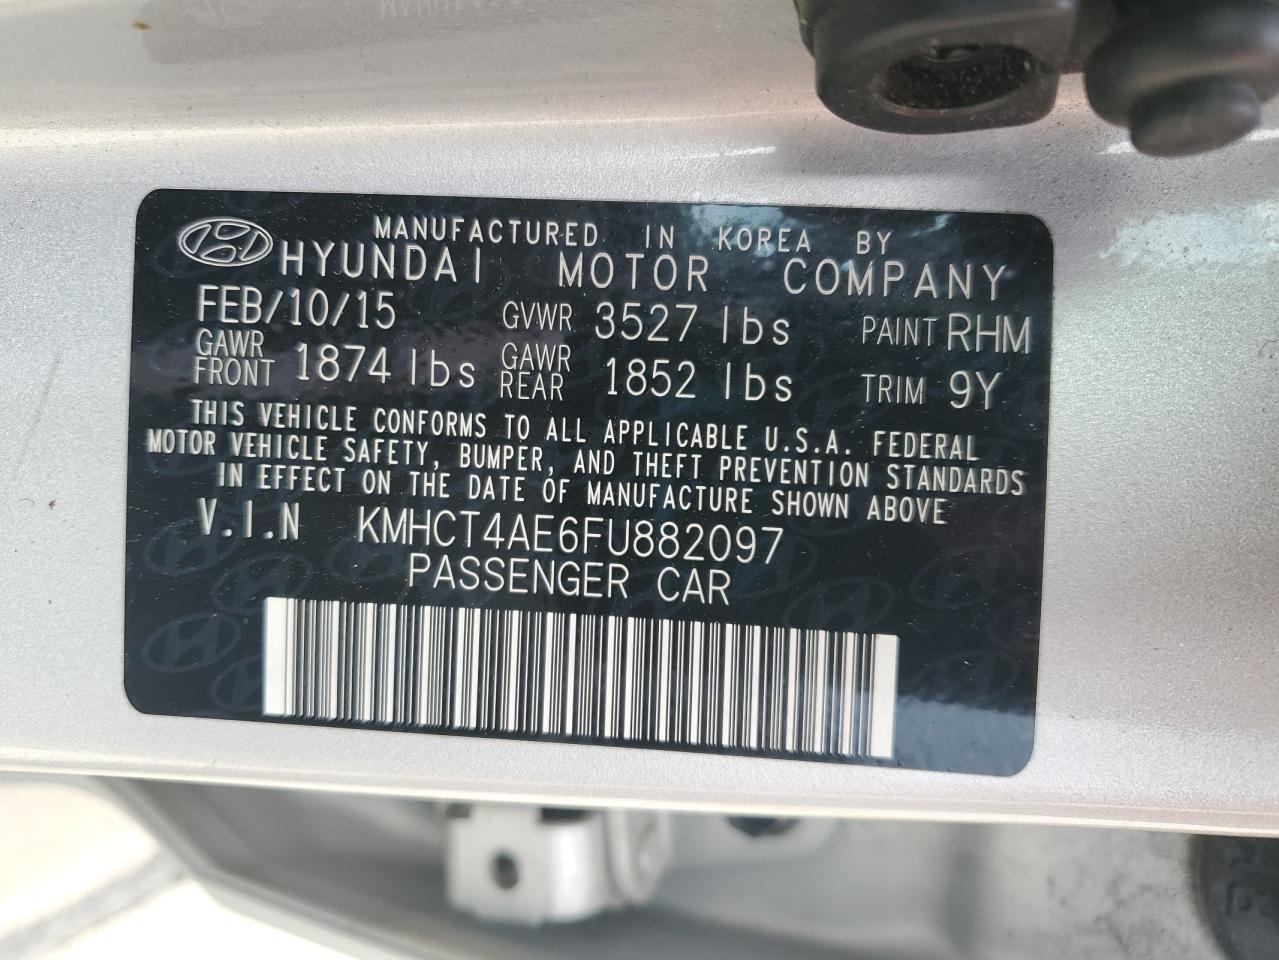 MANUFACTURED IN KOREA BY
HYUNDAI MOTOR COMPANY
FEB/10/15 GVWR 3527 lbs PAINT RHM
GAWR FRONT 1874 lbs GAWR REAR 1852 lbs TRIM 9Y
THIS VEHICLE CONFORMS TO ALL APPLICABLE U.S.A. FEDERAL
MOTOR VEHICLE SAFETY, BUMPER, AND THEFT PREVENTION STANDARDS
IN EFFECT ON THE DATE OF MANUFACTURE SHOWN ABOVE
V.I.N KMHCT4AE6FU882097
PASSENGER CAR